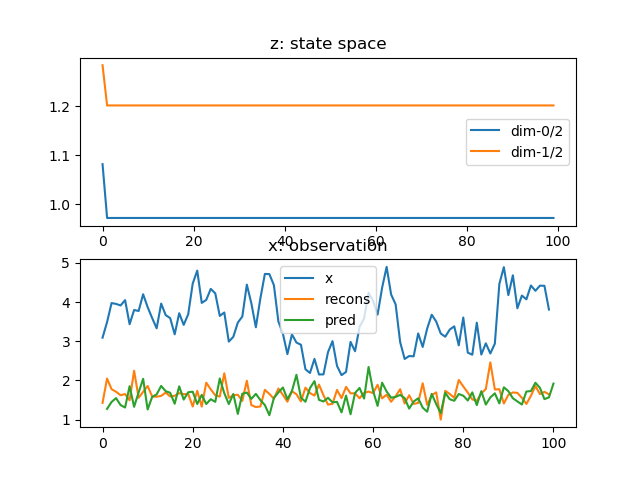 z: state space
1.2
1.1
1.0
dim-0/2
dim-1/2
0 20 40 60 80 100
x: observation
5
4
3
2
1
x
recons
pred
0 20 40 60 80 100